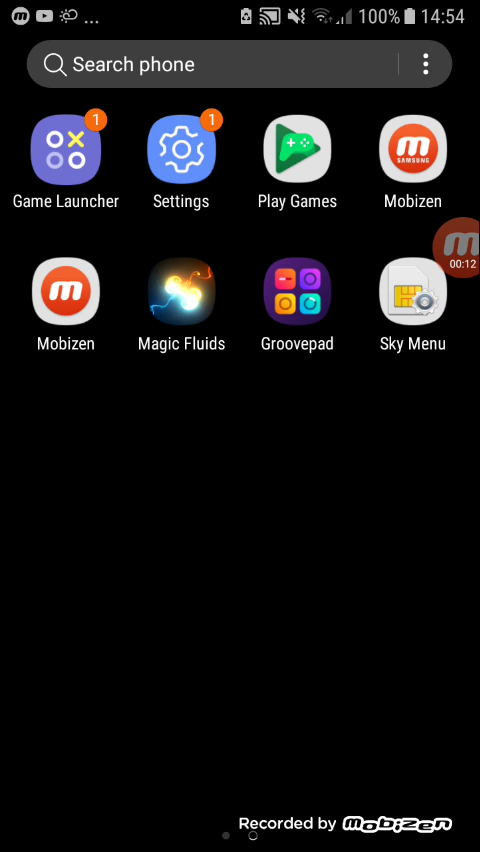 ... 100% 14:54
Search phone
1 1
SAMSUNG
Game Launcher Settings Play Games Mobizen
00:12
Mobizen Magic Fluids Groovepad Sky Menu
Recorded by mobizen